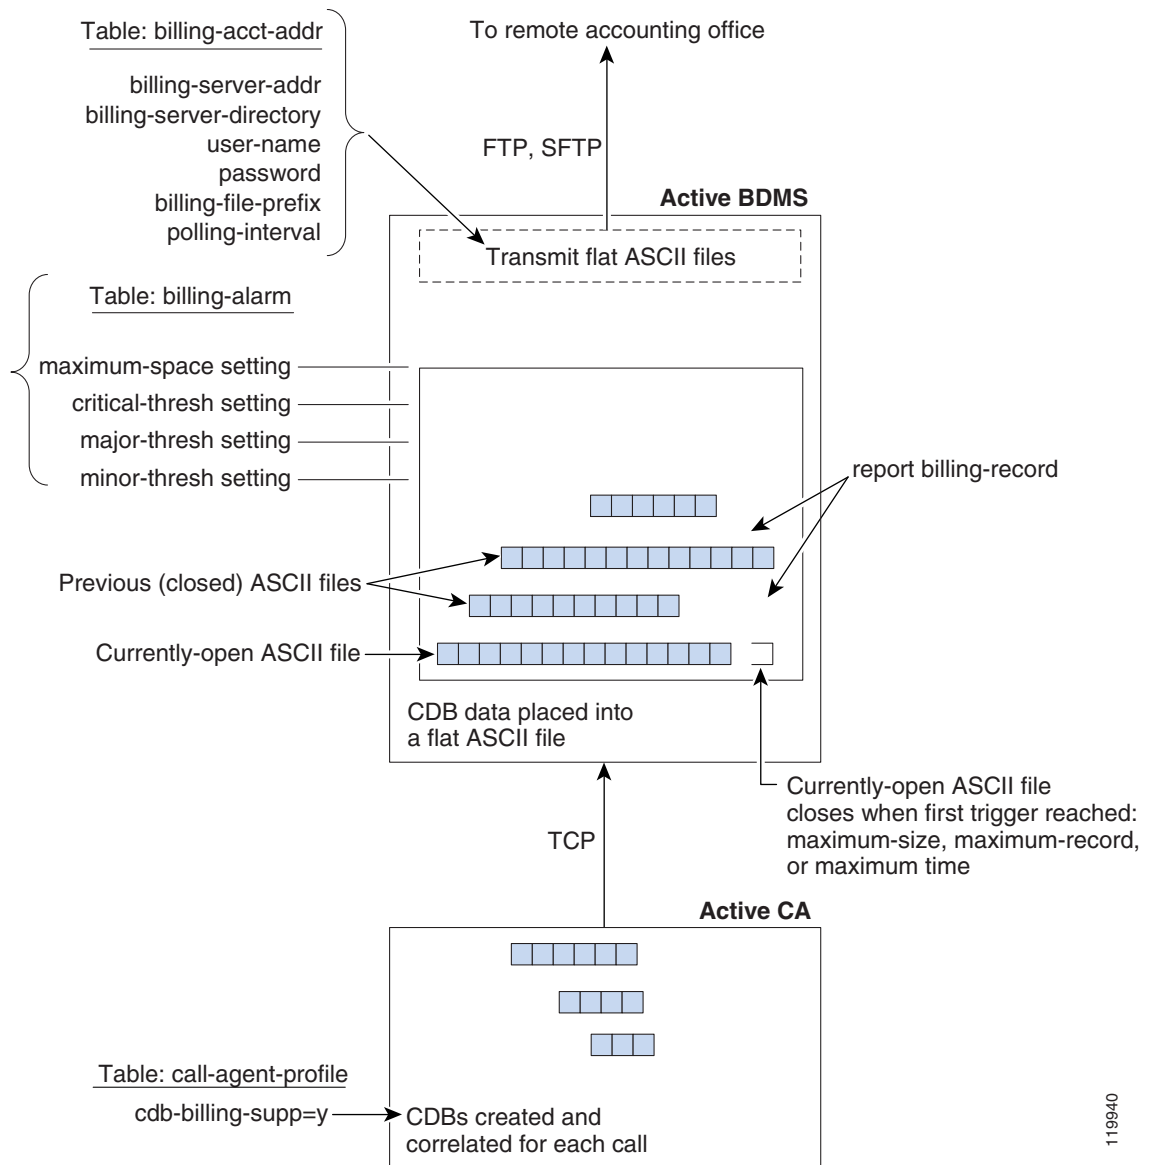 Table: billing-acct-addr
billing-server-addr
billing-server-directory
user-name
password
billing-file-prefix
polling-interval
To remote accounting office
FTP, SFTP
Active BDMS
Transmit flat ASCII files
Table: billing-alarm
maximum-space setting
critical-thresh setting
major-thresh setting
minor-thresh setting
report billing-record
Previous (closed) ASCII files
Currently-open ASCII file
CDB data placed into
a flat ASCII file
Currently-open ASCII file
closes when first trigger reached:
maximum-size, maximum-record,
or maximum time
TCP
Active CA
Table: call-agent-profile
cdb-billing-supp=y
CDBs created and
correlated for each call
119940